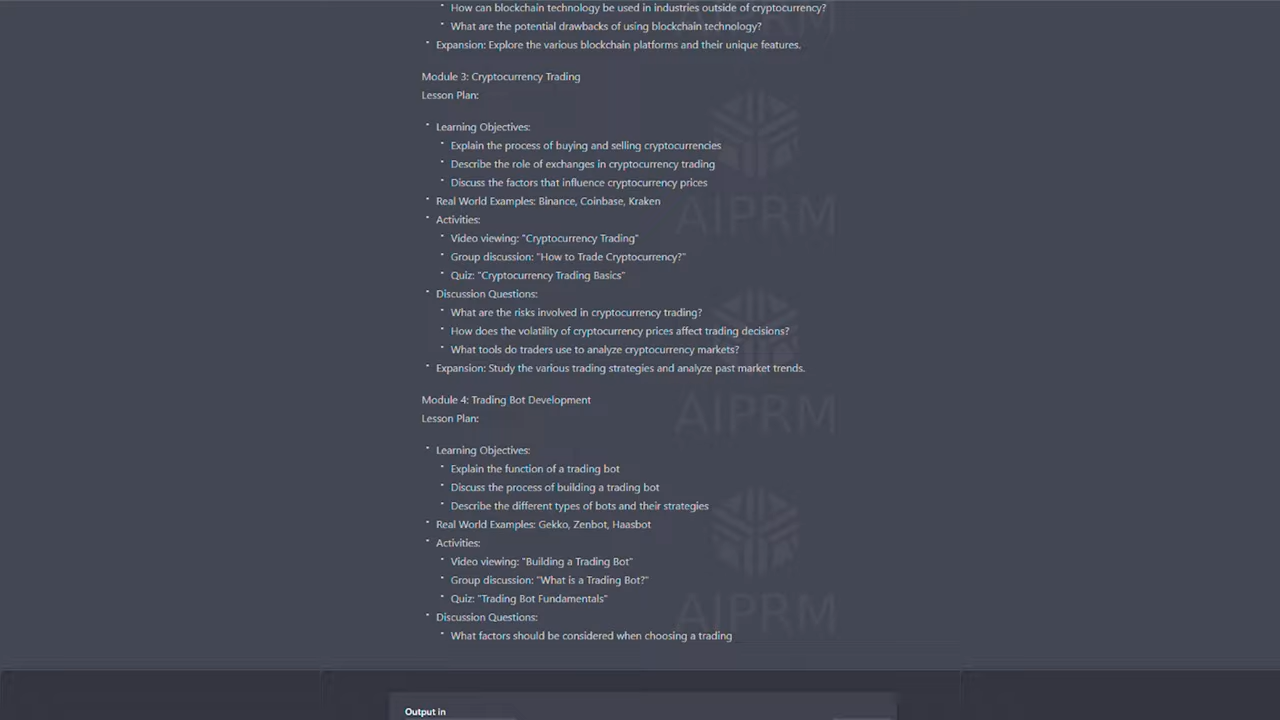 How can blockchain technology be used in industries outside of cryptocurrency?
What are the potential drawbacks of using blockchain technology?
Expansion: Explore the various blockchain platforms and their unique features.
Module 3: Cryptocurrency Trading
Lesson Plan:
Learning Objectives:
Explain the process of buying and selling cryptocurrencies
Describe the role of exchanges in cryptocurrency trading
Discuss the factors that influence cryptocurrency prices
Real World Examples: Binance, Coinbase, Kraken
Activities:
Video viewing: "Cryptocurrency Trading"
Group discussion: "How to Trade Cryptocurrency?"
Quiz: "Cryptocurrency Trading Basics"
Discussion Questions:
What are the risks involved in cryptocurrency trading?
How does the volatility of cryptocurrency prices affect trading decisions?
What tools do traders use to analyze cryptocurrency markets?
Expansion: Study the various trading strategies and analyze past market trends.
Module 4: Trading Bot Development
Lesson Plan:
Learning Objectives:
Explain the function of a trading bot
Discuss the process of building a trading bot
Describe the different types of bots and their strategies
Real World Examples: Gekko, Zenbot, Haasbot
Activities:
Video viewing: "Building a Trading Bot"
Group discussion: "What is a Trading Bot?"
Quiz: "Trading Bot Fundamentals"
Discussion Questions:
What factors should be considered when choosing a trading
Output in
AIPRM
AIPRM
AIPRM
AIPRM